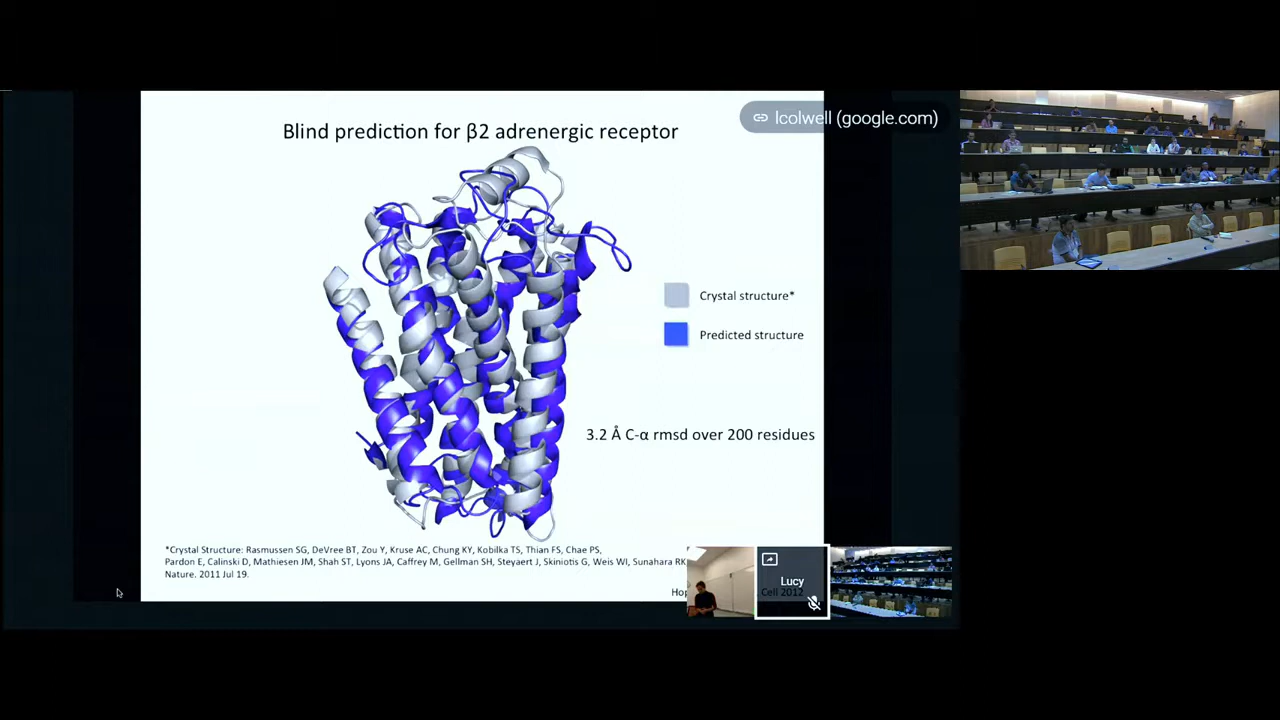 Blind prediction for β2 adrenergic receptor
lcolwell (google.com)
Crystal structure*
Predicted structure
3.2 Å C-α rmsd over 200 residues
*Crystal Structure: Rasmussen SG, DeVree BT, Zou Y, Kruse AC, Chung KY, Kobilka TS, Thian FS, Chae PS,
Pardon E, Calinski D, Mathiesen JM, Shah ST, Lyons JA, Caffrey M, Gellman SH, Steyaert J, Skiniotis G, Weis WI, Sunahara RK
Nature. 2011 Jul 19.
Lucy
Cell 2012